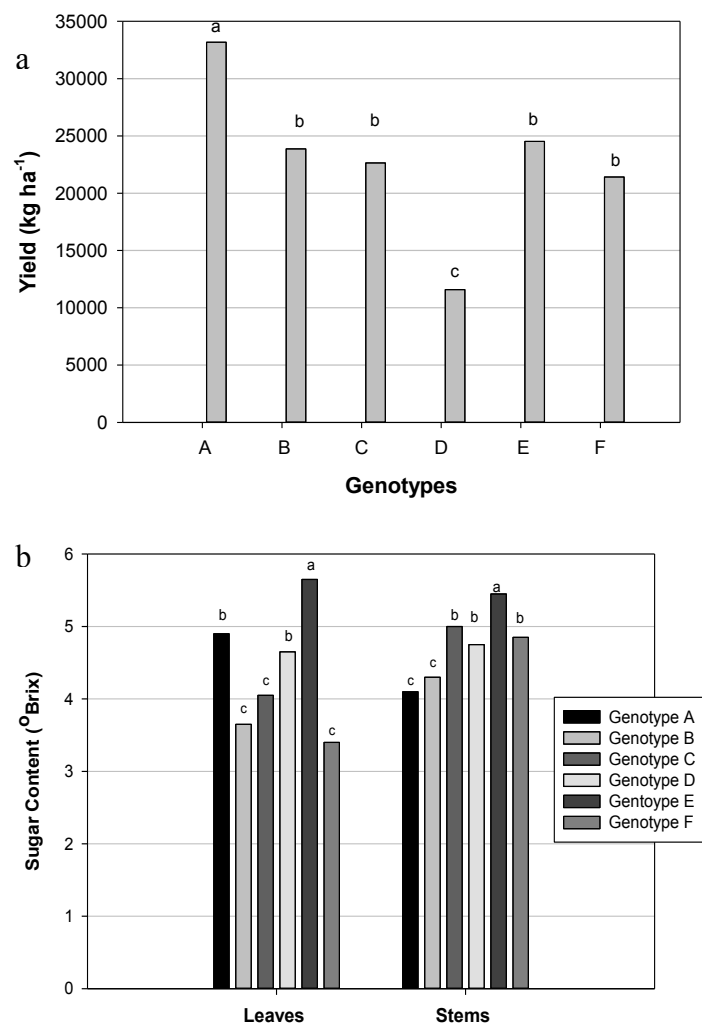 a
Yield (kg ha-1)
35000
30000
25000
20000
15000
10000
5000
0
a
b
b
c
b
b
A B C D E F
Genotypes
b
Sugar Content (OBrix)
6
5
4
3
2
1
0
b
c
c
b
a
c
c
c
b
b
a
b
Genotype A
Genotype B
Genotype C
Genotype D
Gentoype E
Genotype F
Leaves Stems